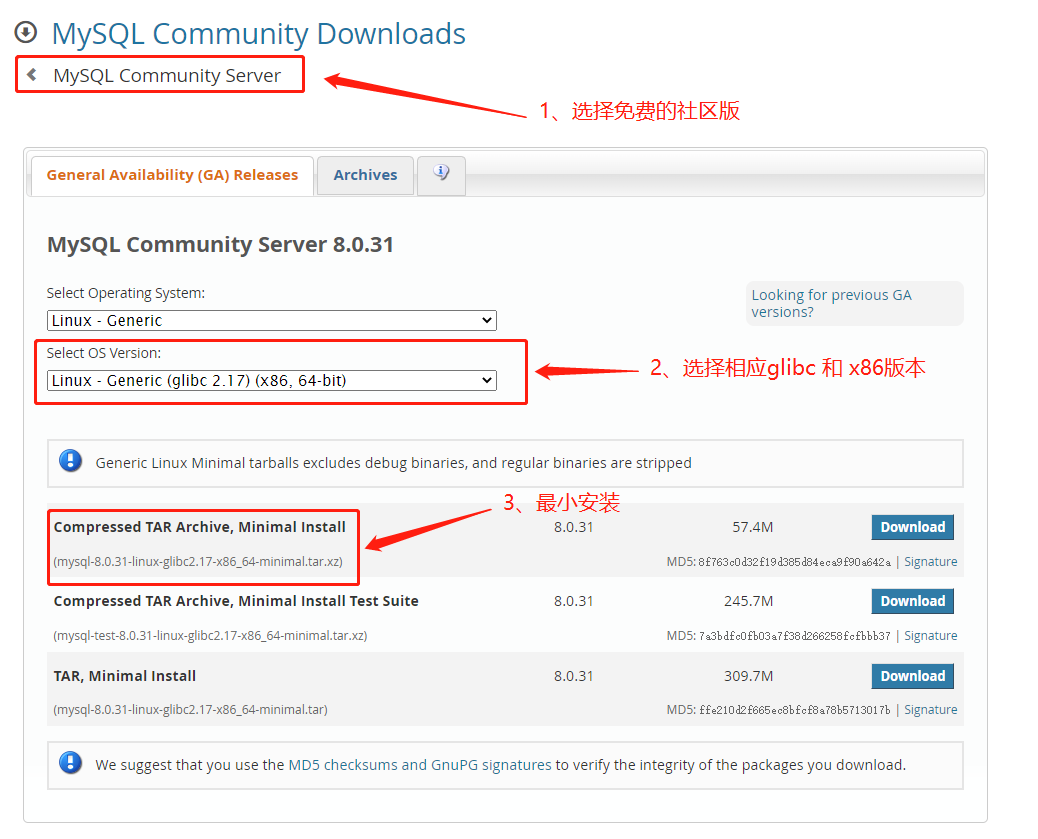 MySQL Community Downloads
MySQL Community Server
1、选择免费的社区版
General Availability (GA) Releases
Archives
MySQL Community Server 8.0.31
Select Operating System:
Looking for previous GA
versions?
Linux - Generic
Select OS Version:
Linux - Generic (glibc 2.17) (x86, 64-bit)
2、选择相应glibc 和 x86版本
Generic Linux Minimal tarballs excludes debug binaries, and regular binaries are stripped
3、最小安装
Compressed TAR Archive, Minimal Install 8.0.31 57.4M Download
(mysql-8.0.31-linux-glibc2.17-x86_64-minimal.tar.xz) MD5: 8f763c0d32f19d385d84eca9f90a642a | Signature
Compressed TAR Archive, Minimal Install Test Suite 8.0.31 245.7M Download
(mysql-test-8.0.31-linux-glibc2.17-x86_64-minimal.tar.xz) MD5: 7a3bdfc0fb03a7f38d266258fcfbbb37 | Signature
TAR, Minimal Install 8.0.31 309.7M Download
(mysql-8.0.31-linux-glibc2.17-x86_64-minimal.tar) MD5: ffe210d2f665ec8bfcf8a78b5713017b | Signature
We suggest that you use the MD5 checksums and GnuPG signatures to verify the integrity of the packages you download.